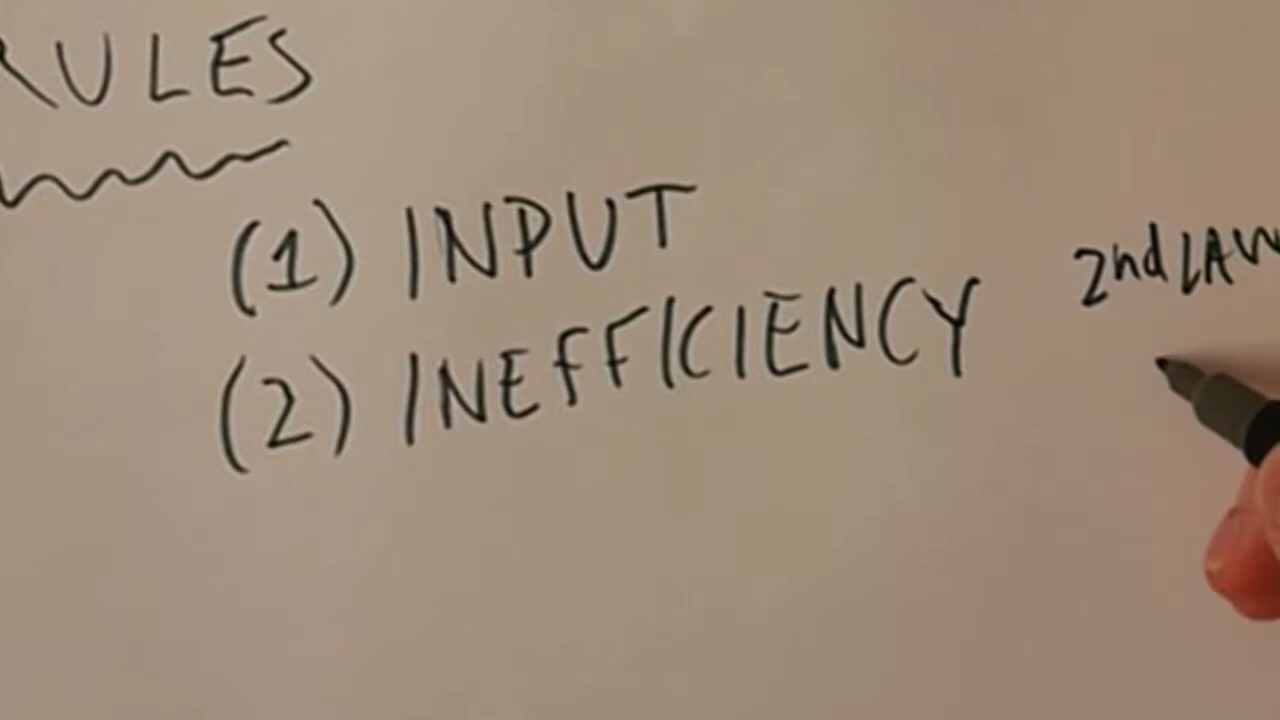 RULES
(1) INPUT
(2) INEFFICIENCY
2nd LAW